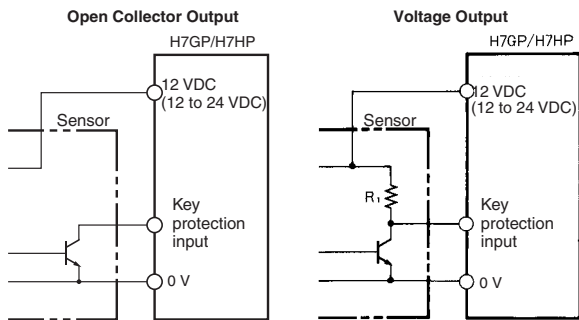 Open Collector Output
H7GP/H7HP
12 VDC
(12 to 24 VDC)
Sensor
Key
protection
input
0 V
Voltage Output
H7GP/H7HP
12 VDC
(12 to 24 VDC)
Sensor
R₁
Key
protection
input
0 V